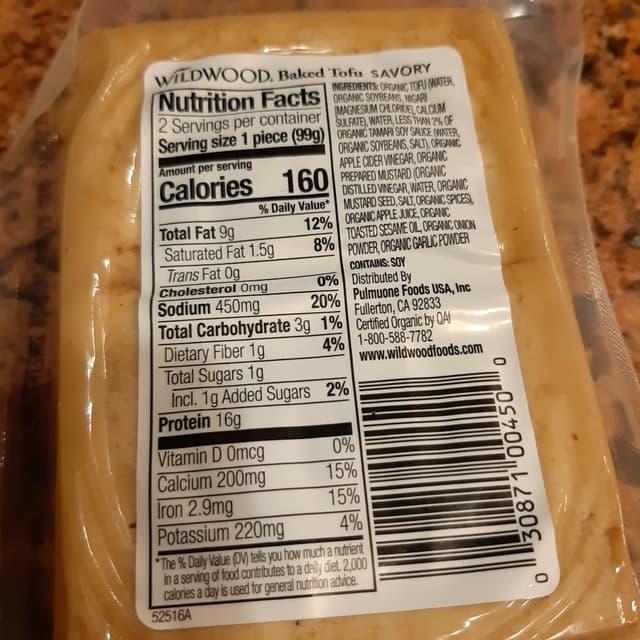 WILDWOOD. Baked Tofu SAVORY
Nutrition Facts
2 Servings per container
Serving size 1 piece (99g)
Amount per serving
Calories 160
% Daily Value*
Total Fat 9g 12%
Saturated Fat 1.5g 8%
Trans Fat 0g
Cholesterol 0mg 0%
Sodium 450mg 20%
Total Carbohydrate 3g 1%
Dietary Fiber 1g 4%
Total Sugars 1g
Incl. 1g Added Sugars 2%
Protein 16g
Vitamin D 0mcg 0%
Calcium 200mg 15%
Iron 2.9mg 15%
Potassium 220mg 4%
*The % Daily Value (DV) tells you how much a nutrient
in a serving of food contributes to a daily diet. 2,000
calories a day is used for general nutrition advice.
52516A
INGREDIENTS: ORGANIC TOFU (WATER,
ORGANIC SOYBEANS, NIGARI
[MAGNESIUM CHLORIDE], CALCIUM
SULFATE), WATER, LESS THAN 2% OF
ORGANIC TAMARI SOY SAUCE (WATER,
ORGANIC SOYBEANS, SALT), ORGANIC
APPLE CIDER VINEGAR, ORGANIC
PREPARED MUSTARD (ORGANIC
DISTILLED VINEGAR, WATER, ORGANIC
MUSTARD SEED, SALT, ORGANIC SPICES),
ORGANIC APPLE JUICE, ORGANIC
TOASTED SESAME OIL, ORGANIC ONION
POWDER, ORGANIC GARLIC POWDER
CONTAINS: SOY
Distributed By
Pulmuone Foods USA, Inc
Fullerton, CA 92833
Certified Organic by QAI
1-800-588-7782
www.wildwoodfoods.com
0 30871 00450 0